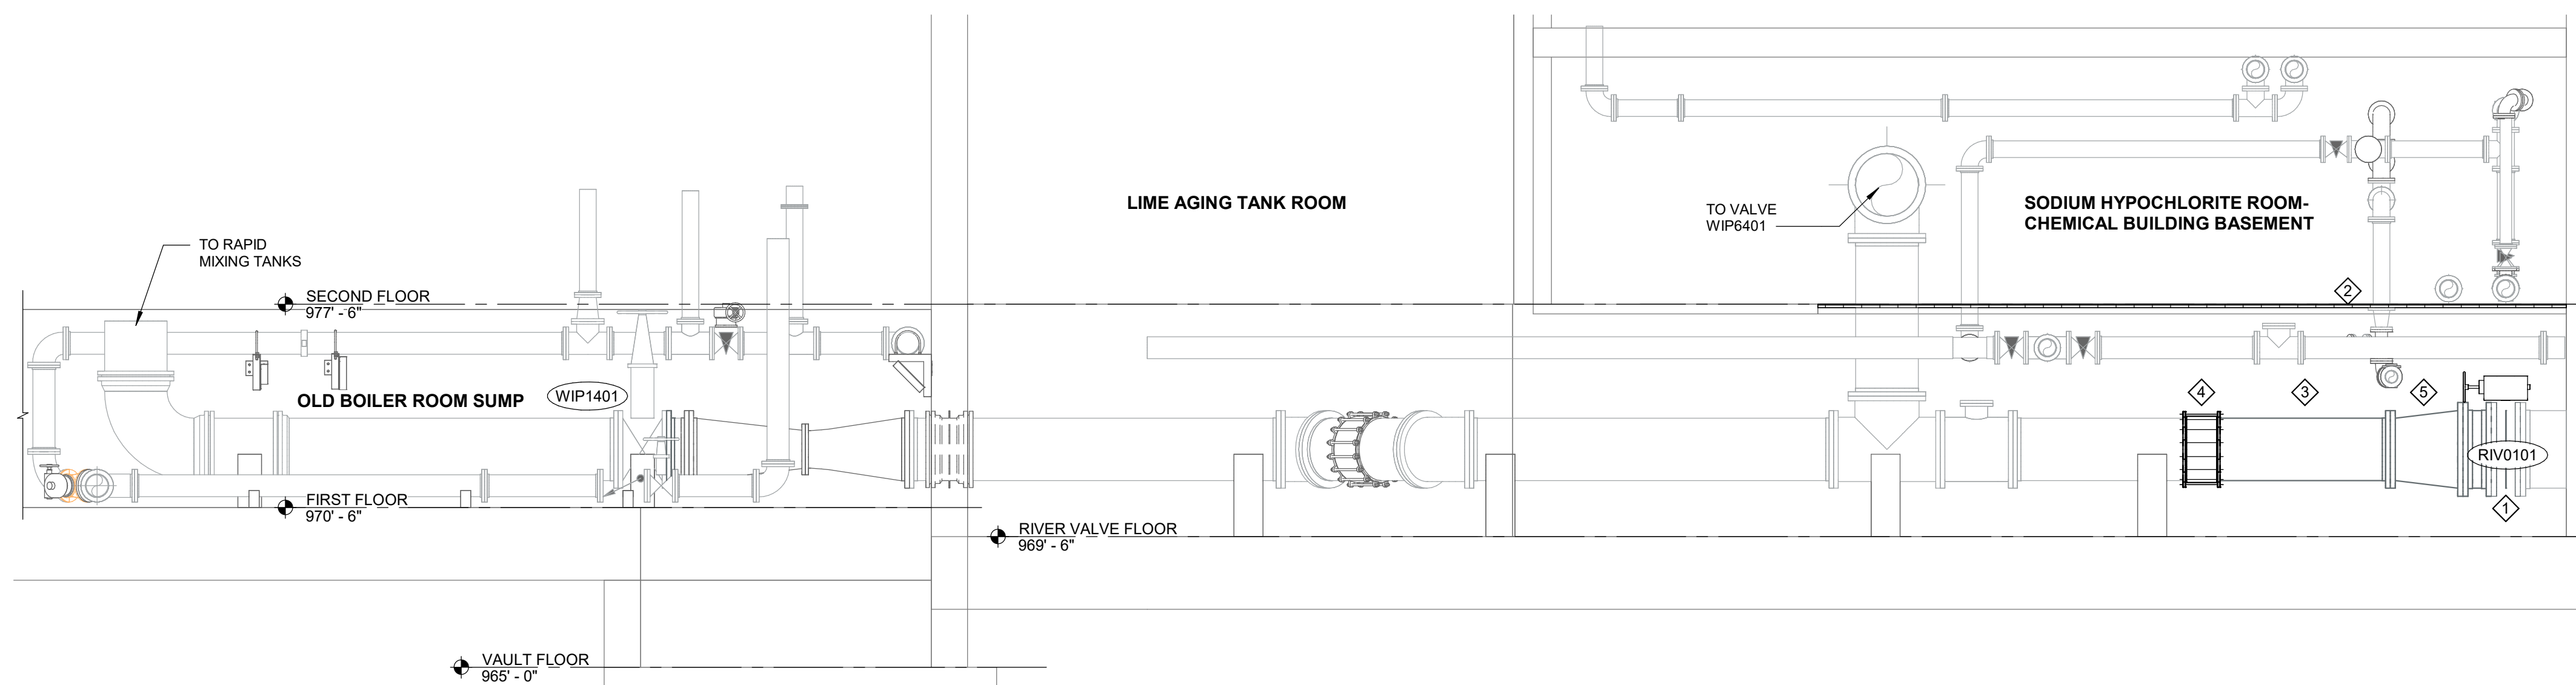 LIME AGING TANK ROOM
TO VALVE
WIP6401
SODIUM HYPOCHLORITE ROOM-
CHEMICAL BUILDING BASEMENT
TO RAPID
MIXING TANKS
SECOND FLOOR
977' - 6"
2
OLD BOILER ROOM SUMP
WIP1401
4
3
5
RIV0101
FIRST FLOOR
970' - 6"
1
RIVER VALVE FLOOR
969' - 6"
VAULT FLOOR
965' - 0"